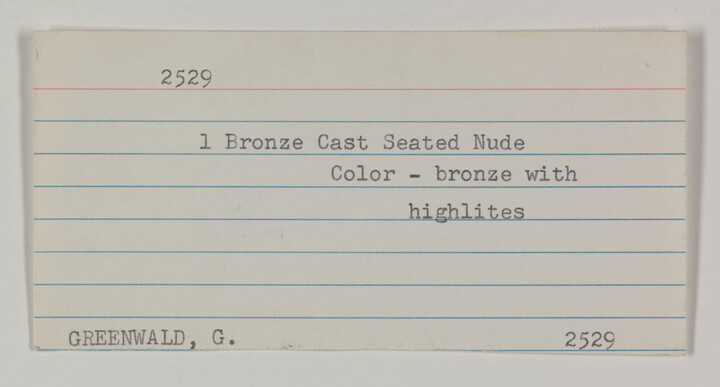 2529
1 Bronze Cast Seated Nude
Color - bronze with
highlites
GREENWALD, G. 2529